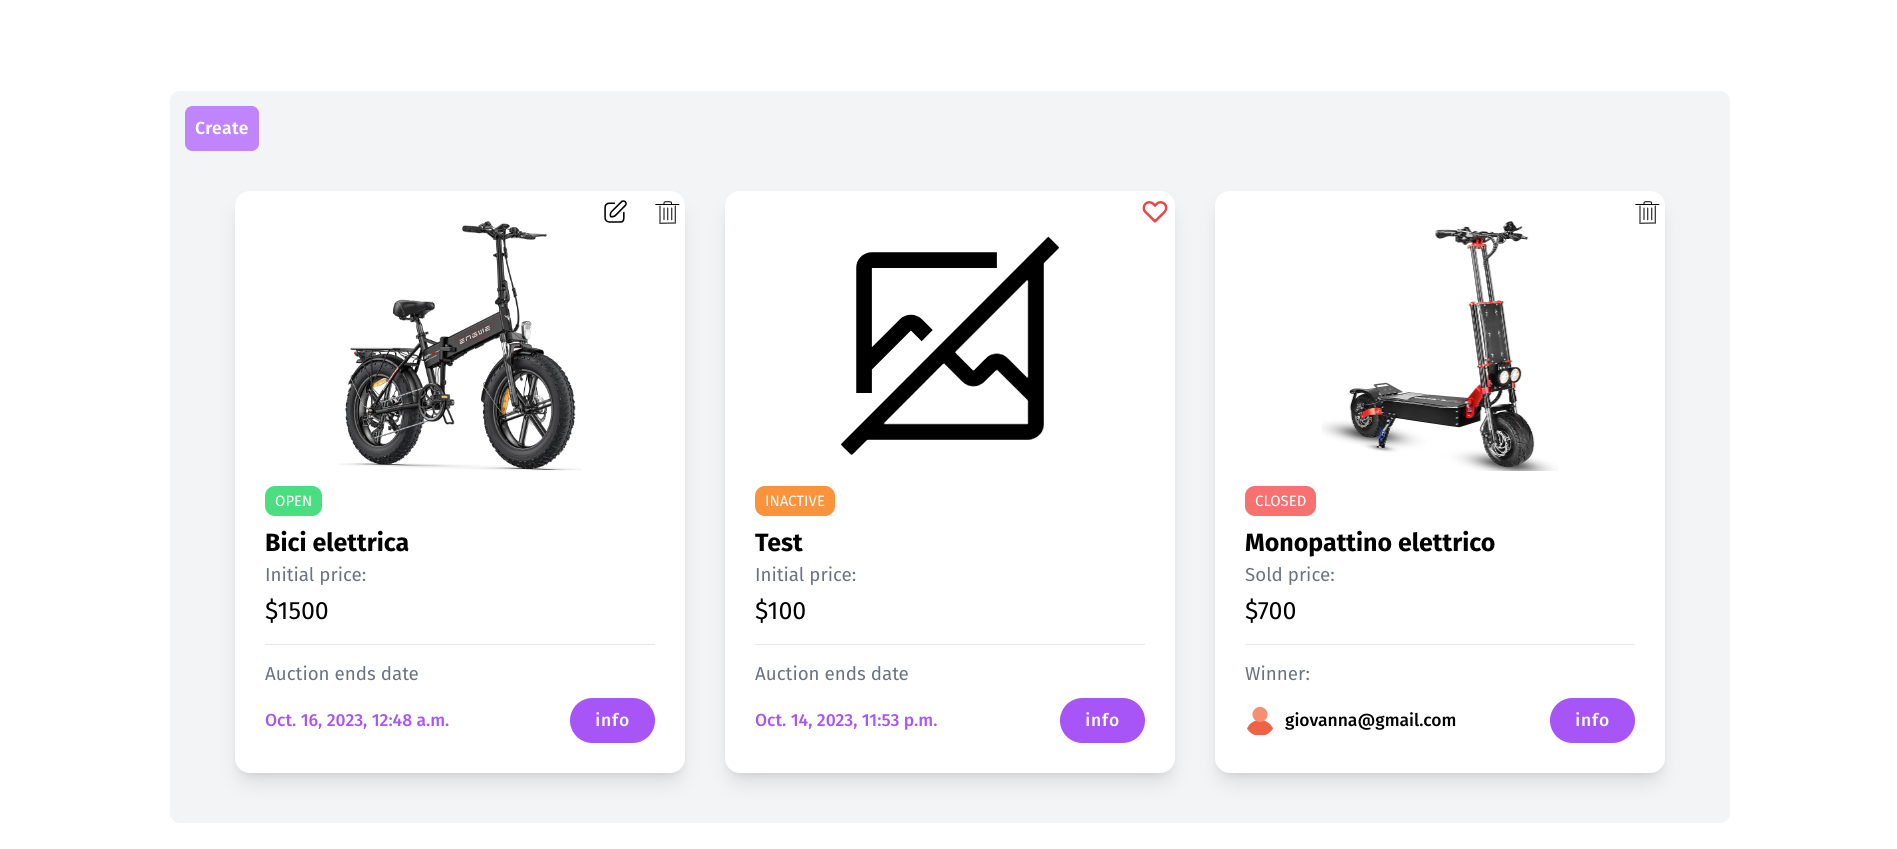 Create
ENGWE
OPEN
Bici elettrica
Initial price:
$1500
Auction ends date
Oct. 16, 2023, 12:48 a.m.
info
INACTIVE
Test
Initial price:
$100
Auction ends date
Oct. 14, 2023, 11:53 p.m.
info
CLOSED
Monopattino elettrico
Sold price:
$700
Winner:
giovanna@gmail.com
info